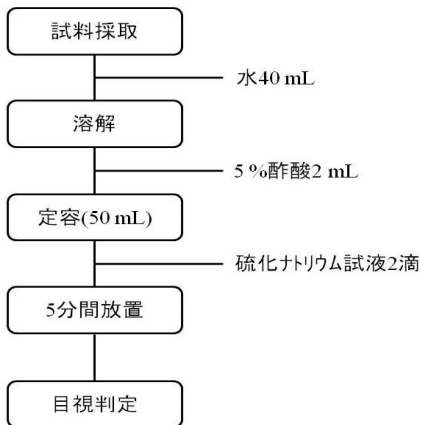 試料採取
水40 mL
溶解
5 %酢酸2 mL
定容(50 mL)
硫化ナトリウム試液2滴
5分間放置
目視判定